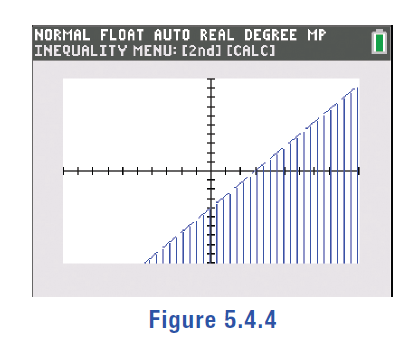 NORMAL FLOAT AUTO REAL DEGREE MP
INEQUALITY MENU: [2nd] [CALC]
Figure 5.4.4